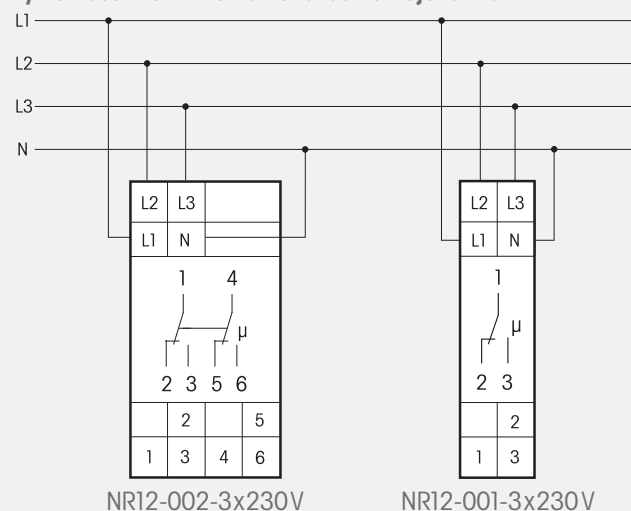 L1
L2
L3
N
L2 L3 L2 L3
L1 N L1 N
1 4 1
μ μ
2 3 5 6 2 3
2 5 2
1 3 4 6 1 3
NR12-002-3x230V NR12-001-3x230V